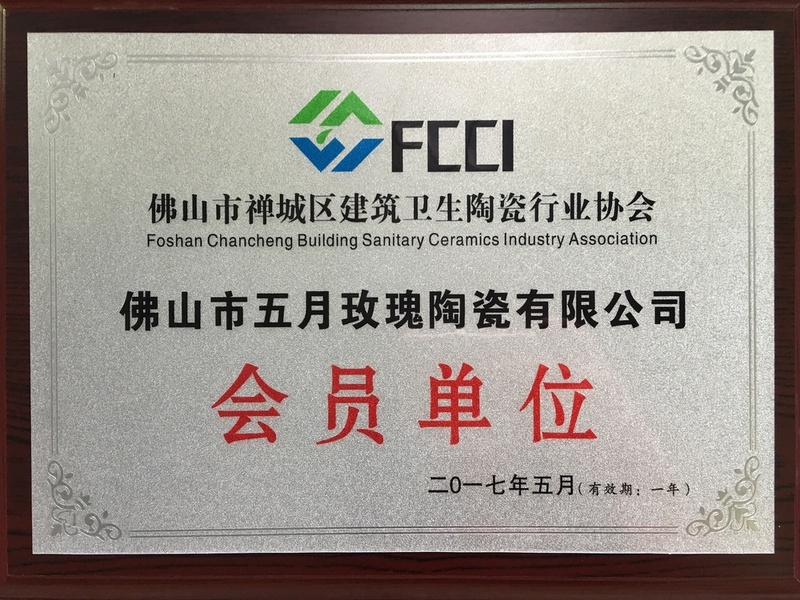 FCCI
佛山市禅城区建筑卫生陶瓷行业协会
Foshan Chancheng Building Sanitary Ceramics Industry Association
佛山市五月玫瑰陶瓷有限公司
会员单位
二0一七年五月(有效期：一年)